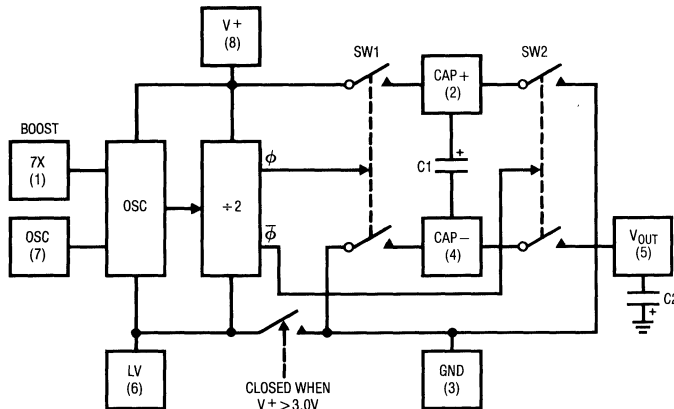 V+
(8)
SW1
SW2
CAP+
(2)
BOOST
7X
(1)
OSC
÷2
ϕ
+
C1
OSC
(7)
ϕ̅
CAP−
(4)
VOUT
(5)
C2
+
LV
(6)
CLOSED WHEN
V+ > 3.0V
GND
(3)